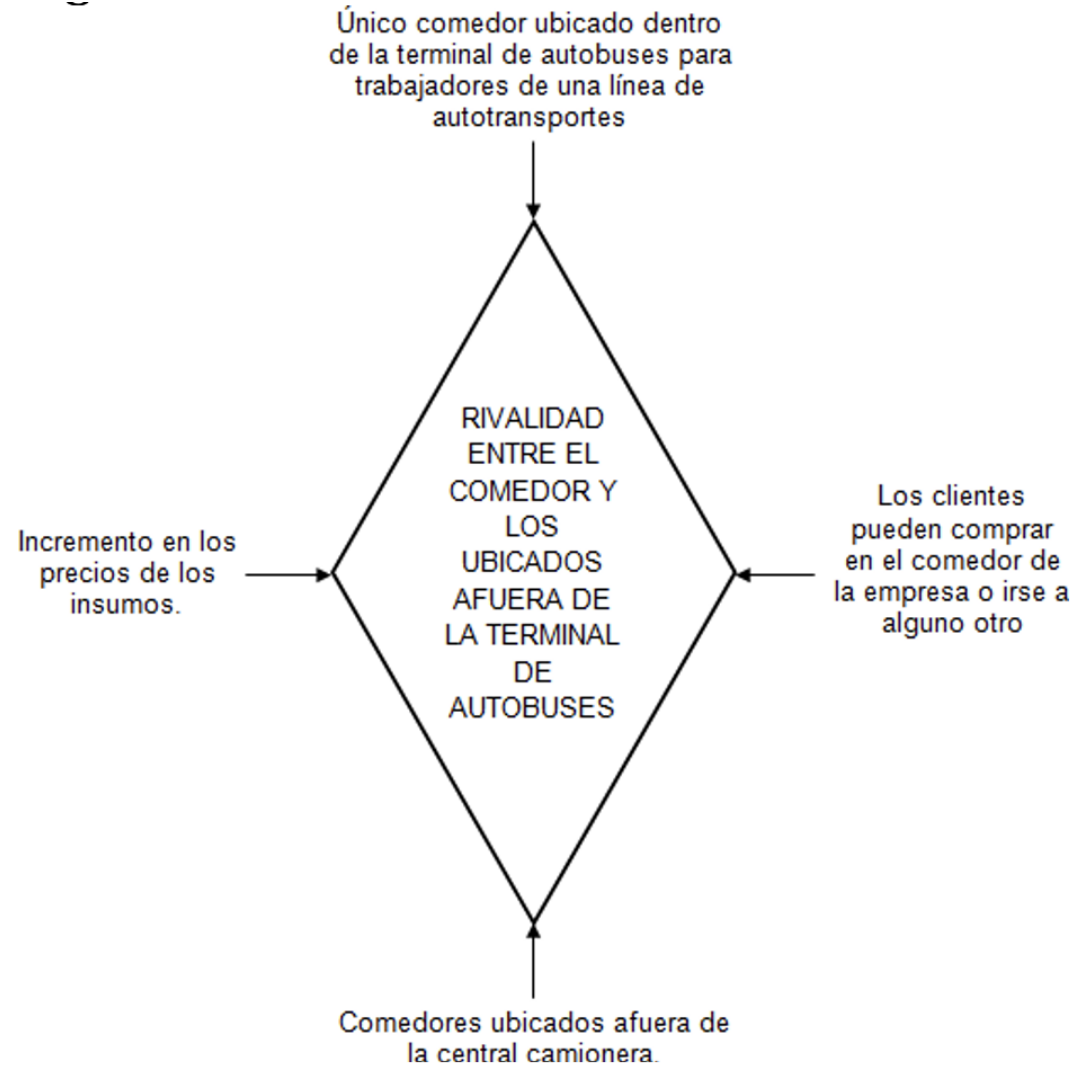 Único comedor ubicado dentro
de la terminal de autobuses para
trabajadores de una línea de
autotransportes
RIVALIDAD
ENTRE EL
COMEDOR Y
LOS
UBICADOS
AFUERA DE
LA TERMINAL
DE
AUTOBUSES
Incremento en los
precios de los
insumos.
Los clientes
pueden comprar
en el comedor de
la empresa o irse a
alguno otro
Comedores ubicados afuera de
la central camionera.